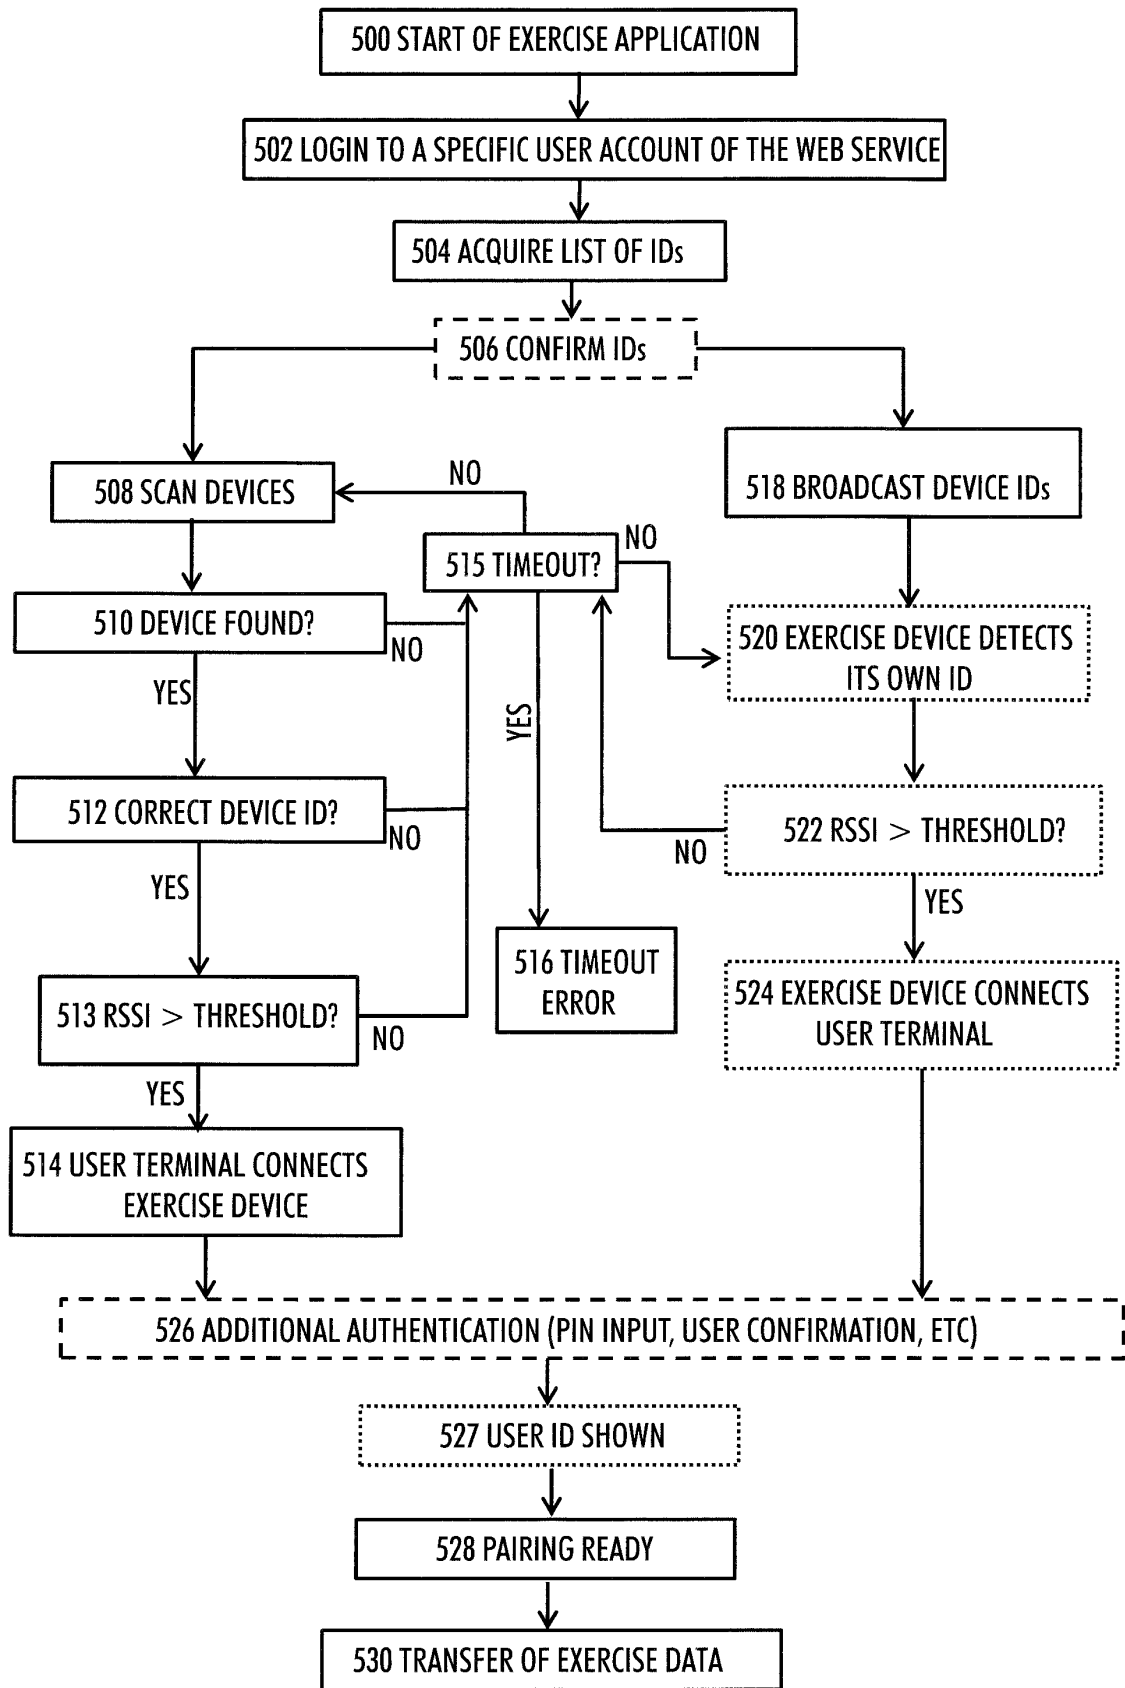 500 START OF EXERCISE APPLICATION
502 LOGIN TO A SPECIFIC USER ACCOUNT OF THE WEB SERVICE
504 ACQUIRE LIST OF IDs
506 CONFIRM IDs
508 SCAN DEVICES
NO
518 BROADCAST DEVICE IDs
515 TIMEOUT?
NO
510 DEVICE FOUND?
NO
YES
520 EXERCISE DEVICE DETECTS
ITS OWN ID
YES
512 CORRECT DEVICE ID?
NO
YES
522 RSSI > THRESHOLD?
NO
YES
516 TIMEOUT
ERROR
513 RSSI > THRESHOLD?
NO
YES
524 EXERCISE DEVICE CONNECTS
USER TERMINAL
514 USER TERMINAL CONNECTS
EXERCISE DEVICE
526 ADDITIONAL AUTHENTICATION (PIN INPUT, USER CONFIRMATION, ETC)
527 USER ID SHOWN
528 PAIRING READY
530 TRANSFER OF EXERCISE DATA